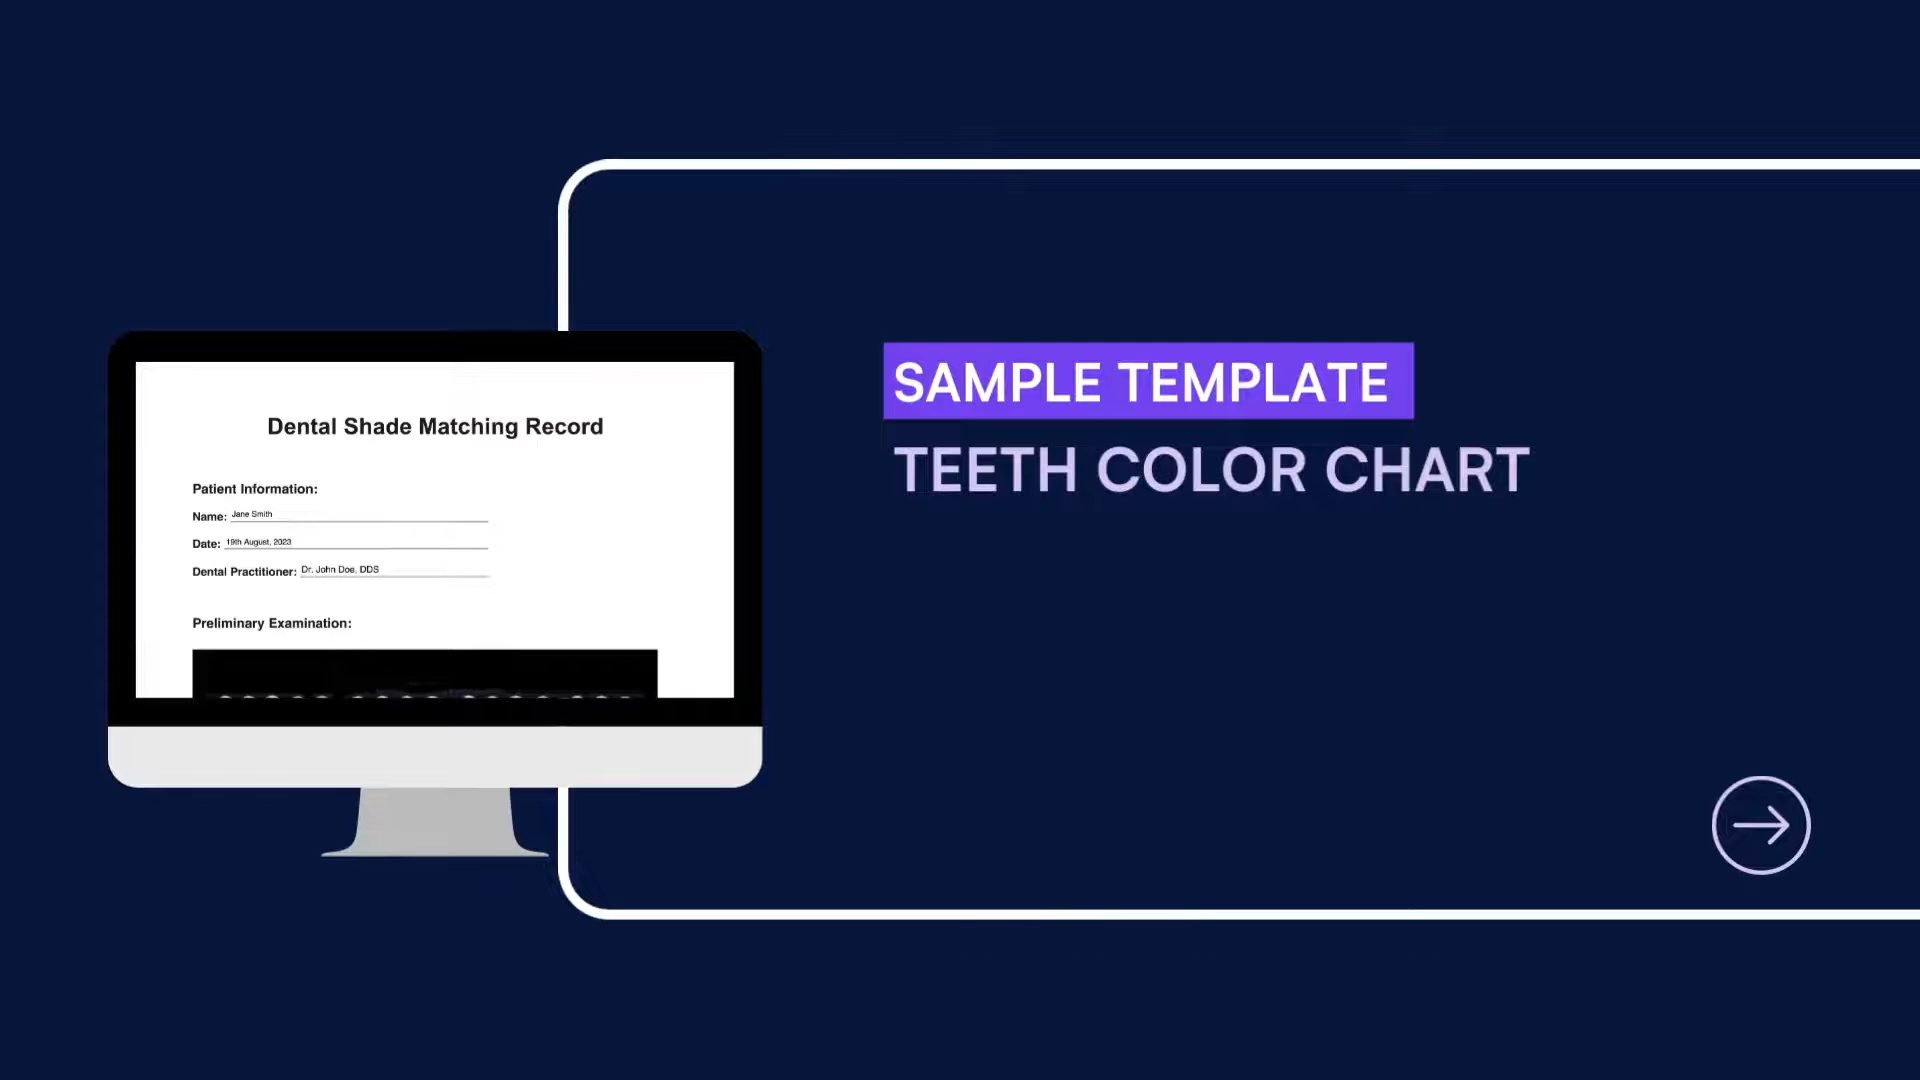 Dental Shade Matching Record
Patient Information:
Name: Jane Smith
Date: 19th August, 2023
Dental Practitioner: Dr. John Doe, DDS
Preliminary Examination:
SAMPLE TEMPLATE
TEETH COLOR CHART